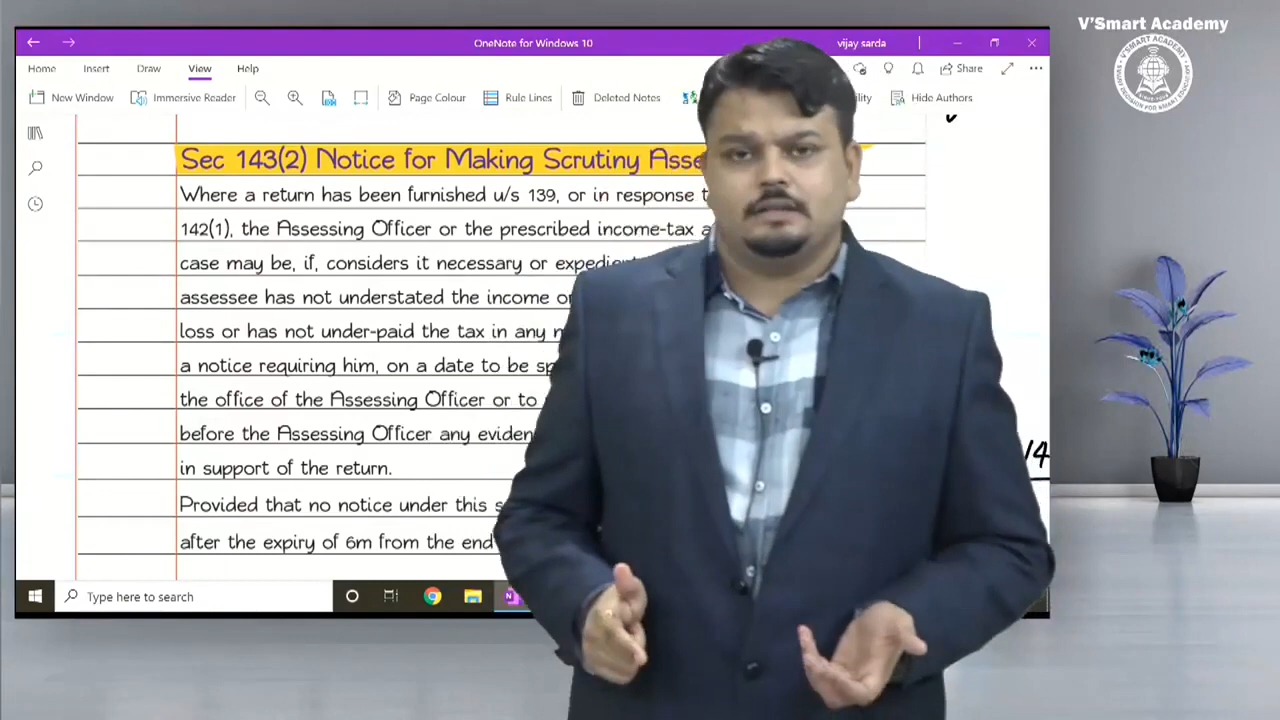 V'Smart Academy
OneNote for Windows 10
vijay sarda
Home Insert Draw View Help
Share
New Window Immersive Reader Page Colour Rule Lines Deleted Notes Hide Authors
Sec 143(2) Notice for Making Scrutiny Asse
Where a return has been furnished u/s 139, or in response t
142(1), the Assessing Officer or the prescribed income-tax a
case may be, if, considers it necessary or expedi
assessee has not understated the income or
loss or has not under-paid the tax in any
a notice requiring him, on a date to be sp
the office of the Assessing Officer or to
before the Assessing Officer any eviden
in support of the return.
Provided that no notice under this s
after the expiry of 6m from the end
14
Type here to search